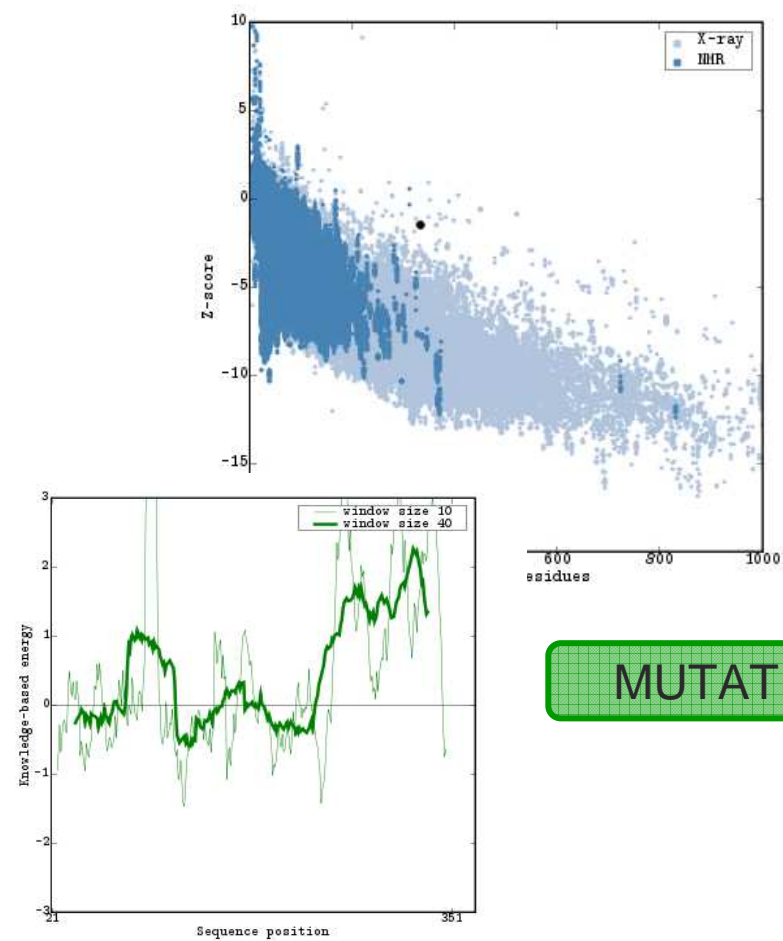 10
X-ray
NMR
5
0
Z-score
-5
-10
-15
600
800
1000
esidues
3
window size 10
window size 40
2
1
Knowledge-based energy
0
-1
-2
-3
21
351
Sequence position
MUTAT